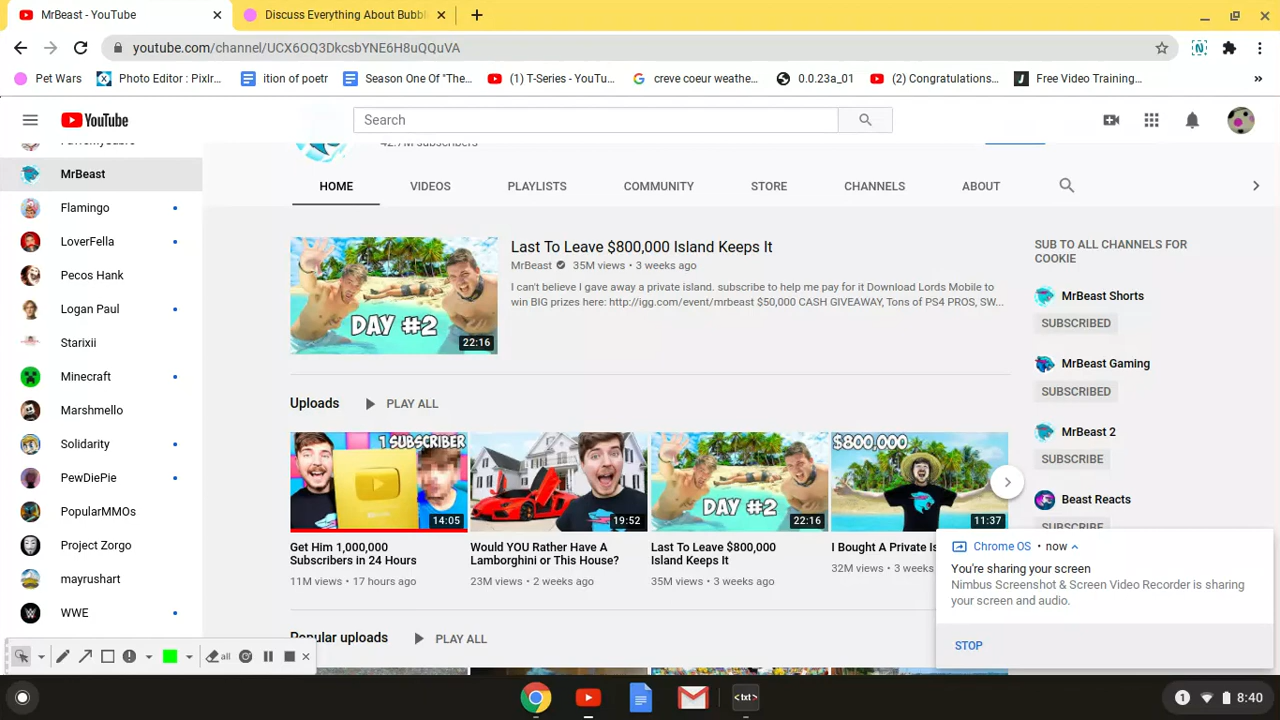 MrBeast - YouTube
Discuss Everything About Bubbl
youtube.com/channel/UCX6OQ3DkcsbYNE6H8uQQuVA
Pet Wars
Photo Editor : Pixlr...
ition of poetr
Season One Of "The...
(1) T-Series - YouTu...
creve coeur weathe...
0.0.23a_01
(2) Congratulations...
Free Video Training...
YouTube
Search
MrBeast
Flamingo
LoverFella
Pecos Hank
Logan Paul
Starixii
Minecraft
Marshmello
Solidarity
PewDiePie
PopularMMOs
Project Zorgo
mayrushart
WWE
42.7M subscribers
HOME
VIDEOS
PLAYLISTS
COMMUNITY
STORE
CHANNELS
ABOUT
DAY #2
22:16
Last To Leave $800,000 Island Keeps It
MrBeast
35M views • 3 weeks ago
I can't believe I gave away a private island. subscribe to help me pay for it Download Lords Mobile to
win BIG prizes here: http://igg.com/event/mrbeast $50,000 CASH GIVEAWAY, Tons of PS4 PROS, SW...
SUB TO ALL CHANNELS FOR
COOKIE
MrBeast Shorts
SUBSCRIBED
MrBeast Gaming
SUBSCRIBED
MrBeast 2
SUBSCRIBE
Beast Reacts
SUBSCRIBE
Uploads
PLAY ALL
1 SUBSCRIBER
14:05
Get Him 1,000,000
Subscribers in 24 Hours
11M views • 17 hours ago
19:52
Would YOU Rather Have A
Lamborghini or This House?
23M views • 2 weeks ago
DAY #2
22:16
Last To Leave $800,000
Island Keeps It
35M views • 3 weeks ago
$800,000
11:37
I Bought A Private Is
32M views • 3 weeks
Popular uploads
PLAY ALL
Chrome OS • now
You're sharing your screen
Nimbus Screenshot & Screen Video Recorder is sharing
your screen and audio.
STOP
all
<txt>
1
8:40